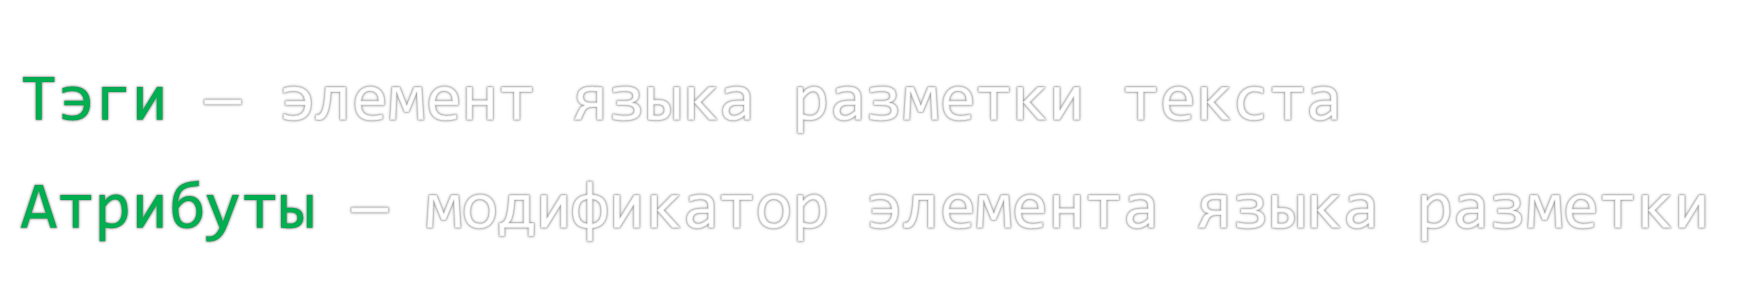 Тэги — элемент языка разметки текста
Атрибуты — модификатор элемента языка разметки